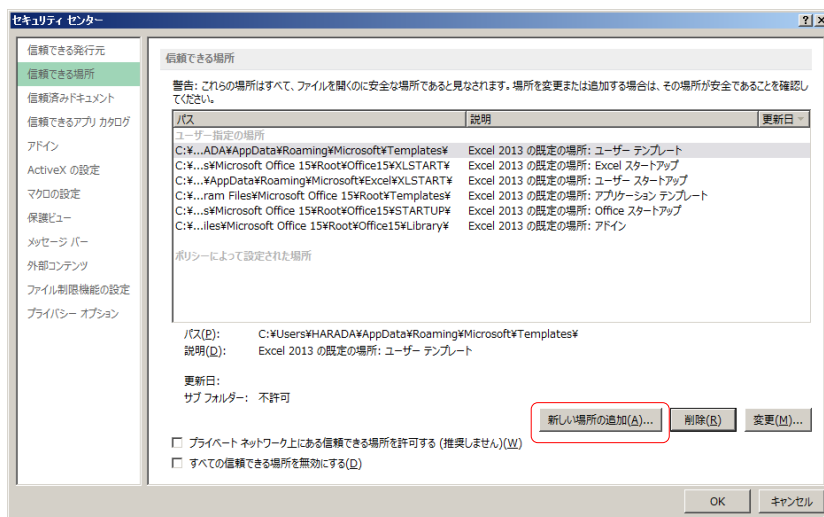 セキュリティ センター
信頼できる発行元
信頼できる場所
信頼済みドキュメント
信頼できるアプリ カタログ
アドイン
ActiveX の設定
マクロの設定
保護ビュー
メッセージ バー
外部コンテンツ
ファイル制限機能の設定
プライバシー オプション
信頼できる場所
警告: これらの場所はすべて、ファイルを開くのに安全な場所であると見なされます。場所を変更または追加する場合は、その場所が安全であることを確認し
てください。
パス 説明 更新日
ユーザー指定の場所
C:¥...ADA¥AppData¥Roaming¥Microsoft¥Templates¥ Excel 2013 の既定の場所: ユーザー テンプレート
C:¥...s¥Microsoft Office 15¥Root¥Office15¥XLSTART¥ Excel 2013 の既定の場所: Excel スタートアップ
C:¥...¥AppData¥Roaming¥Microsoft¥Excel¥XLSTART¥ Excel 2013 の既定の場所: ユーザー スタートアップ
C:¥...ram Files¥Microsoft Office 15¥Root¥Templates¥ Excel 2013 の既定の場所: アプリケーション テンプレート
C:¥...s¥Microsoft Office 15¥Root¥Office15¥STARTUP¥ Excel 2013 の既定の場所: Office スタートアップ
C:¥...iles¥Microsoft Office 15¥Root¥Office15¥Library¥ Excel 2013 の既定の場所: アドイン
ポリシーによって設定された場所
パス(P): C:¥Users¥HARADA¥AppData¥Roaming¥Microsoft¥Templates¥
説明(D): Excel 2013 の既定の場所: ユーザー テンプレート
更新日:
サブ フォルダー: 不許可
新しい場所の追加(A)... 削除(R) 変更(M)...
プライベート ネットワーク上にある信頼できる場所を許可する (推奨しません)(W)
すべての信頼できる場所を無効にする(D)
OK キャンセル